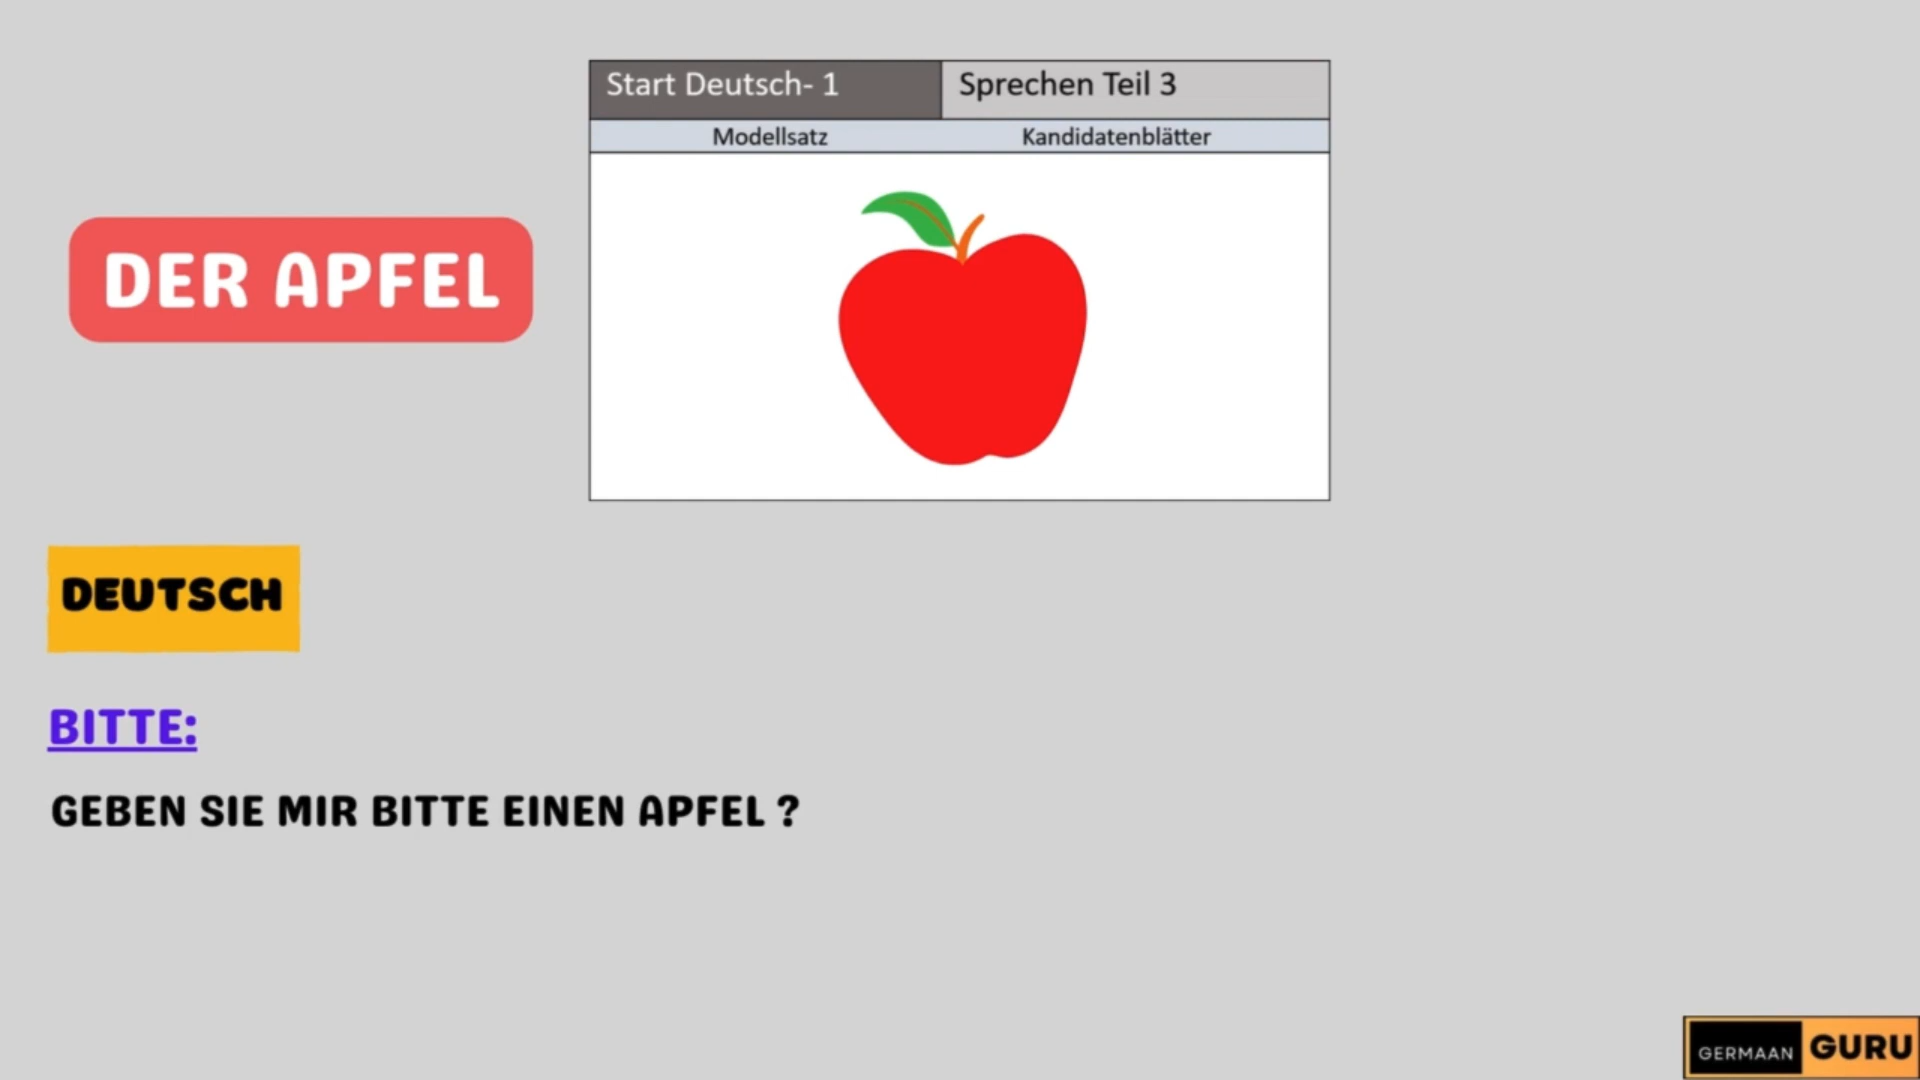 Start Deutsch- 1
Sprechen Teil 3
Modellsatz
Kandidatenblätter
DER APFEL
DEUTSCH
BITTE:
GEBEN SIE MIR BITTE EINEN APFEL ?
GERMAAN GURU